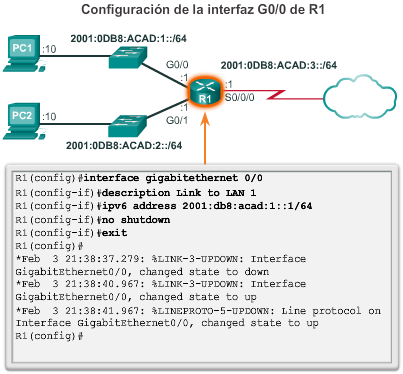 Configuración de la interfaz G0/0 de R1
PC1
:10
2001:0DB8:ACAD:1::/64
G0/0
:1
2001:0DB8:ACAD:3::/64
:1
R1
S0/0/0
PC2
:10
:1
G0/1
2001:0DB8:ACAD:2::/64
R1(config)#interface gigabitethernet 0/0
R1(config-if)#description Link to LAN 1
R1(config-if)#ipv6 address 2001:db8:acad:1::1/64
R1(config-if)#no shutdown
R1(config-if)#exit
R1(config)#
*Feb  3 21:38:37.279: %LINK-3-UPDOWN: Interface
GigabitEthernet0/0, changed state to down
*Feb  3 21:38:40.967: %LINK-3-UPDOWN: Interface
GigabitEthernet0/0, changed state to up
*Feb  3 21:38:41.967: %LINEPROTO-5-UPDOWN: Line protocol on
Interface GigabitEthernet0/0, changed state to up
R1(config)#